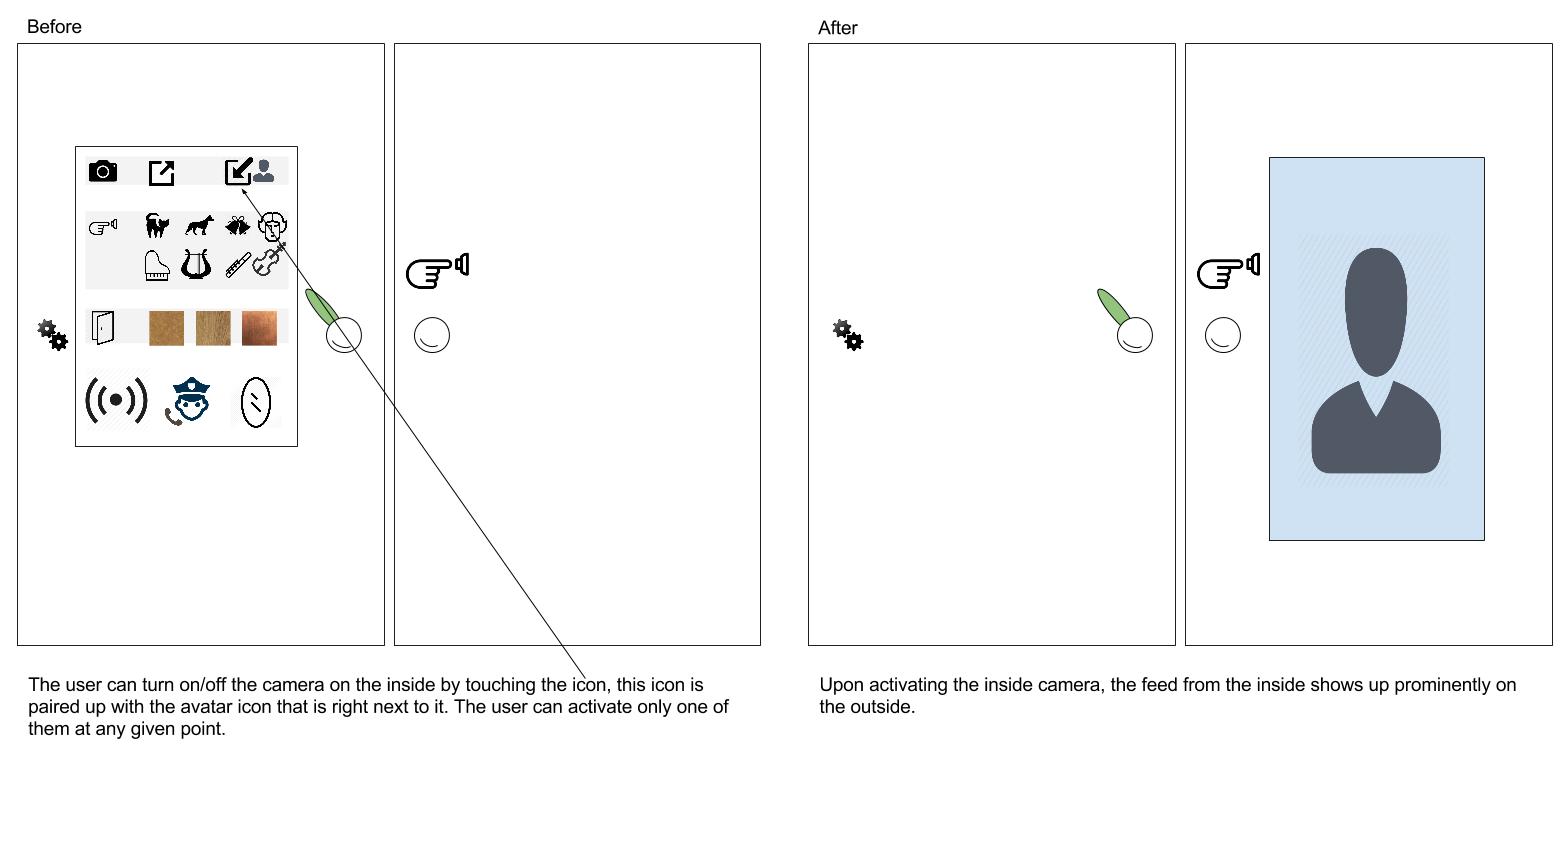 Before
After
The user can turn on/off the camera on the inside by touching the icon, this icon is
paired up with the avatar icon that is right next to it. The user can activate only one of
them at any given point.
Upon activating the inside camera, the feed from the inside shows up prominently on
the outside.